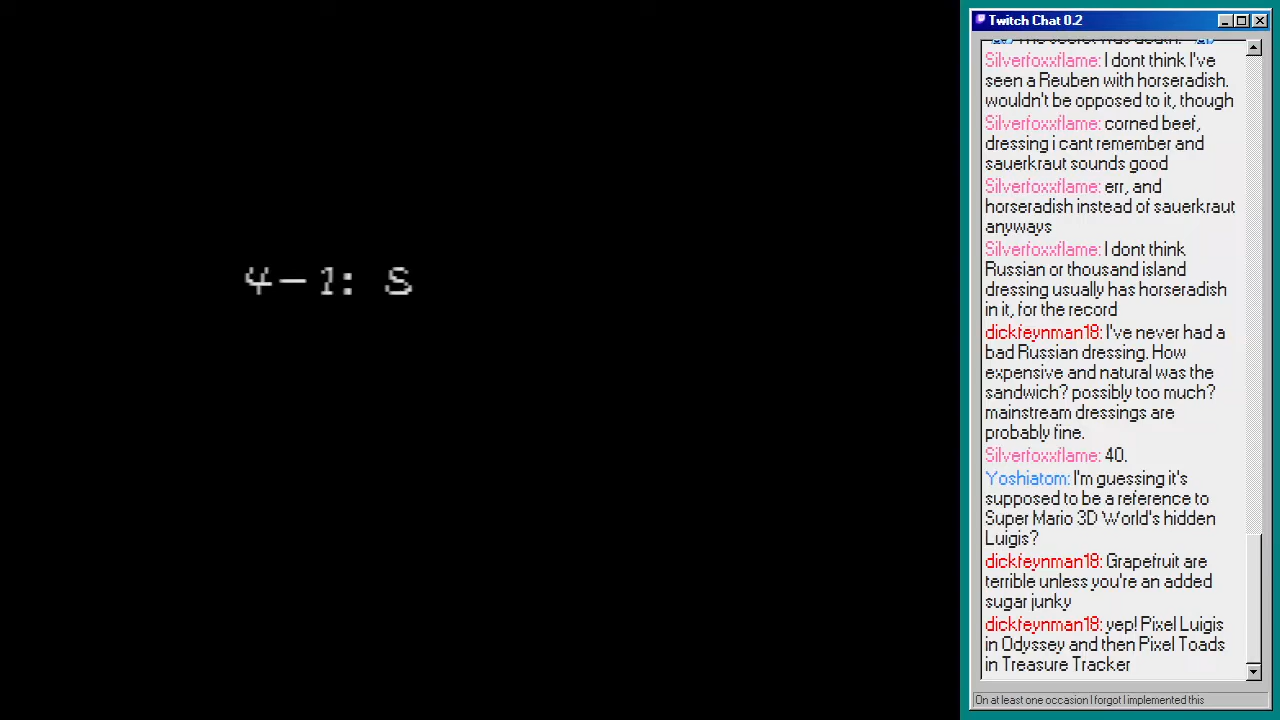 4-1: S
Twitch Chat 0.2
Silverfoxxflame: I dont think I've
seen a Reuben with horseradish.
wouldn't be opposed to it, though
Silverfoxxflame: corned beef,
dressing i cant remember and
sauerkraut sounds good
Silverfoxxflame: err, and
horseradish instead of sauerkraut
anyways
Silverfoxxflame: I dont think
Russian or thousand island
dressing usually has horseradish
in it, for the record
dickfeynman18: I've never had a
bad Russian dressing. How
expensive and natural was the
sandwich? possibly too much?
mainstream dressings are
probably fine.
Silverfoxxflame: 40.
Yoshiatom: I'm guessing it's
supposed to be a reference to
Super Mario 3D World's hidden
Luigis?
dickfeynman18: Grapefruit are
terrible unless you're an added
sugar junky
dickfeynman18: yep! Pixel Luigis
in Odyssey and then Pixel Toads
in Treasure Tracker
On at least one occasion I forgot I implemented this